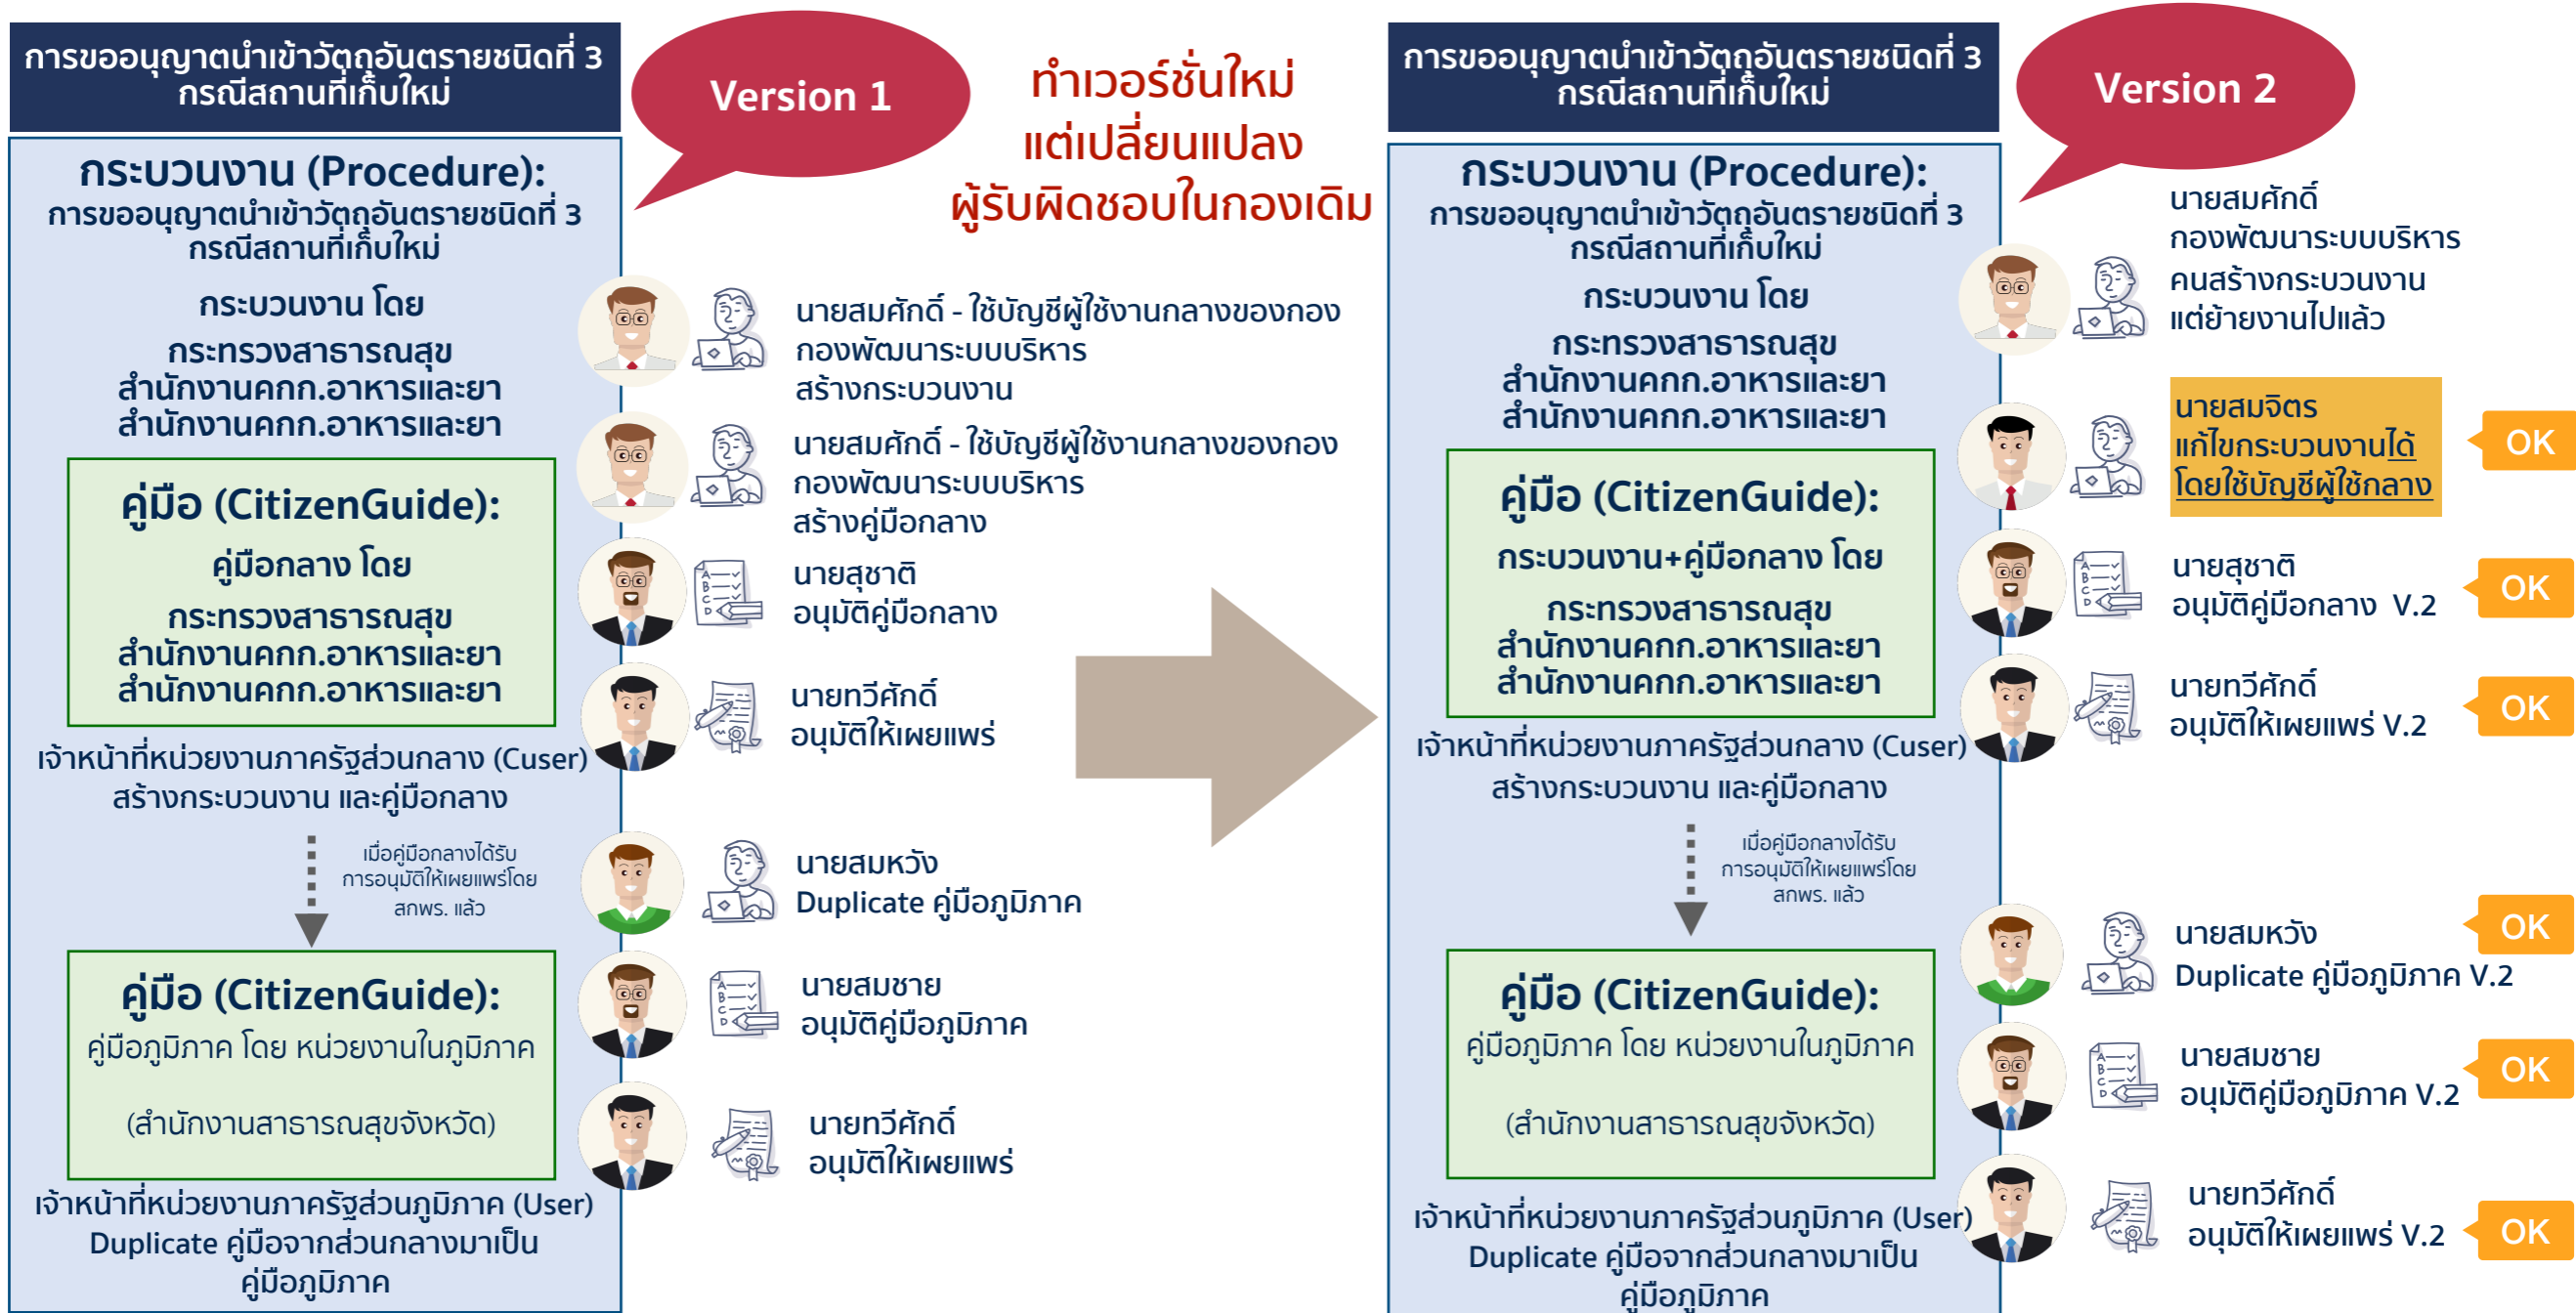 การขออนุญาตนำเข้าวัตถุอันตรายชนิดที่ 3
กรณีสถานที่เก็บใหม่
Version 1
กระบวนงาน (Procedure):
การขออนุญาตนำเข้าวัตถุอันตรายชนิดที่ 3
กรณีสถานที่เก็บใหม่
กระบวนงาน โดย
กระทรวงสาธารณสุข
สำนักงานคกก.อาหารและยา
สำนักงานคกก.อาหารและยา
คู่มือ (CitizenGuide):
คู่มือกลาง โดย
กระทรวงสาธารณสุข
สำนักงานคกก.อาหารและยา
สำนักงานคกก.อาหารและยา
เจ้าหน้าที่หน่วยงานภาครัฐส่วนกลาง (Cuser)
สร้างกระบวนงาน และคู่มือกลาง
เมื่อคู่มือกลางได้รับ
การอนุมัติให้เผยแพร่โดย
สกพร. แล้ว
คู่มือ (CitizenGuide):
คู่มือภูมิภาค โดย หน่วยงานในภูมิภาค
(สำนักงานสาธารณสุขจังหวัด)
เจ้าหน้าที่หน่วยงานภาครัฐส่วนภูมิภาค (User)
Duplicate คู่มือจากส่วนกลางมาเป็น
คู่มือภูมิภาค
นายสมศักดิ์ - ใช้บัญชีผู้ใช้งานกลางของกอง
กองพัฒนาระบบบริหาร
สร้างกระบวนงาน
นายสมศักดิ์ - ใช้บัญชีผู้ใช้งานกลางของกอง
กองพัฒนาระบบบริหาร
สร้างคู่มือกลาง
นายสุชาติ
อนุมัติคู่มือกลาง
นายทวีศักดิ์
อนุมัติให้เผยแพร่
นายสมหวัง
Duplicate คู่มือภูมิภาค
นายสมชาย
อนุมัติคู่มือภูมิภาค
นายทวีศักดิ์
อนุมัติให้เผยแพร่
ทำเวอร์ชั่นใหม่
แต่เปลี่ยนแปลง
ผู้รับผิดชอบในกองเดิม
การขออนุญาตนำเข้าวัตถุอันตรายชนิดที่ 3
กรณีสถานที่เก็บใหม่
Version 2
กระบวนงาน (Procedure):
การขออนุญาตนำเข้าวัตถุอันตรายชนิดที่ 3
กรณีสถานที่เก็บใหม่
กระบวนงาน โดย
กระทรวงสาธารณสุข
สำนักงานคกก.อาหารและยา
สำนักงานคกก.อาหารและยา
คู่มือ (CitizenGuide):
กระบวนงาน+คู่มือกลาง โดย
กระทรวงสาธารณสุข
สำนักงานคกก.อาหารและยา
สำนักงานคกก.อาหารและยา
เจ้าหน้าที่หน่วยงานภาครัฐส่วนกลาง (Cuser)
สร้างกระบวนงาน และคู่มือกลาง
เมื่อคู่มือกลางได้รับ
การอนุมัติให้เผยแพร่โดย
สกพร. แล้ว
คู่มือ (CitizenGuide):
คู่มือภูมิภาค โดย หน่วยงานในภูมิภาค
(สำนักงานสาธารณสุขจังหวัด)
เจ้าหน้าที่หน่วยงานภาครัฐส่วนภูมิภาค (User)
Duplicate คู่มือจากส่วนกลางมาเป็น
คู่มือภูมิภาค
นายสมศักดิ์
กองพัฒนาระบบบริหาร
คนสร้างกระบวนงาน
แต่ย้ายงานไปแล้ว
นายสมจิตร
แก้ไขกระบวนงานได้
โดยใช้บัญชีผู้ใช้กลาง
OK
นายสุชาติ
อนุมัติคู่มือกลาง V.2
OK
นายทวีศักดิ์
อนุมัติให้เผยแพร่ V.2
OK
นายสมหวัง
Duplicate คู่มือภูมิภาค V.2
OK
นายสมชาย
อนุมัติคู่มือภูมิภาค V.2
OK
นายทวีศักดิ์
อนุมัติให้เผยแพร่ V.2
OK